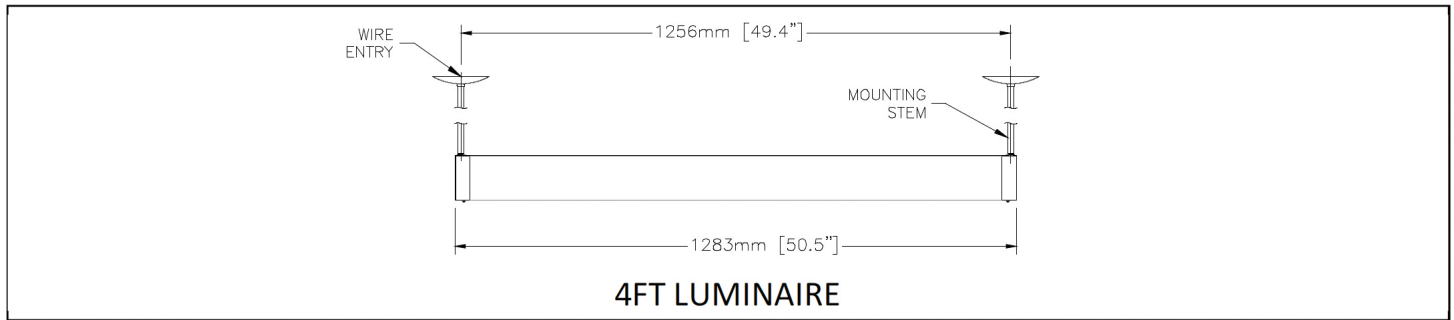 WIRE
ENTRY
1256mm [49.4"]
MOUNTING
STEM
1283mm [50.5"]
4FT LUMINAIRE